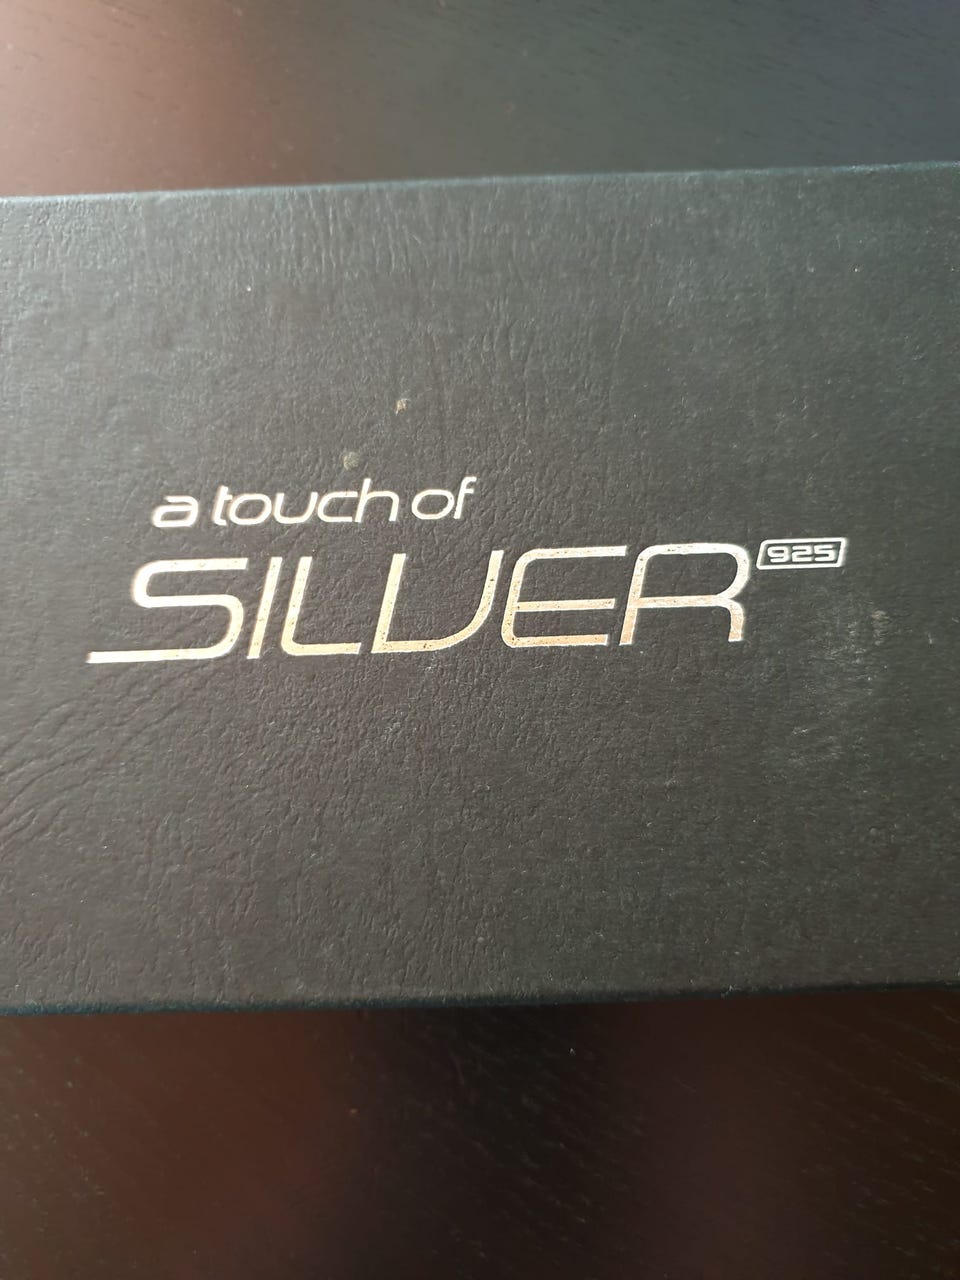 a touch of
SILVER 925